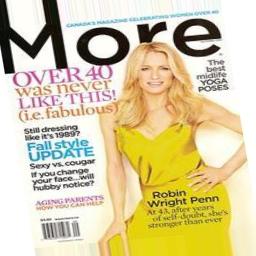 CANADA'S MAGAZINE CELEBRATING WOMEN OVER 40
More
OVER 40
was never
LIKE THIS!
(i.e. fabulous)
The
best
midlife
YOGA
POSES
Still dressing
like it's 1989?
Fall style
UPDATE
Sexy vs. cougar
If you change
your face...will
hubby notice?
AGING PARENTS
HOW YOU CAN HELP
Robin
Wright Penn
At 43, after years
of self-doubt, she's
stronger than ever